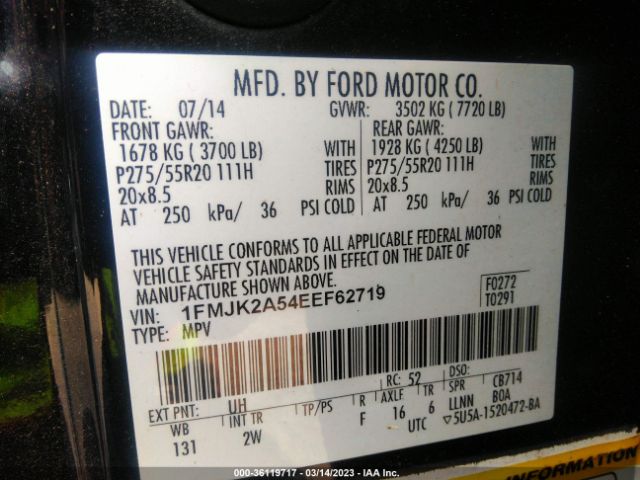 MFD. BY FORD MOTOR CO.
DATE: 07/14 GVWR: 3502 KG ( 7720 LB)
FRONT GAWR: REAR GAWR:
1678 KG ( 3700 LB) WITH 1928 KG ( 4250 LB) WITH
P275/55R20 111H TIRES P275/55R20 111H TIRES
20x8.5 RIMS 20x8.5 RIMS
AT 250 kPa/ 36 PSI COLD AT 250 kPa/ 36 PSI COLD
THIS VEHICLE CONFORMS TO ALL APPLICABLE FEDERAL MOTOR
VEHICLE SAFETY STANDARDS IN EFFECT ON THE DATE OF
MANUFACTURE SHOWN ABOVE.
VIN: 1FMJK2A54EEF62719 F0272
TYPE: MPV T0291
EXT PNT: UH RC: 52 DSO: CB714
WB INT TR TP/PS R AXLE TR SPR BOA
131 2W F 16 6 LLNN
UTC ▽5U5A-1520472-BA
INFORMATION
000-36119717 - 03/14/2023 - IAA Inc.